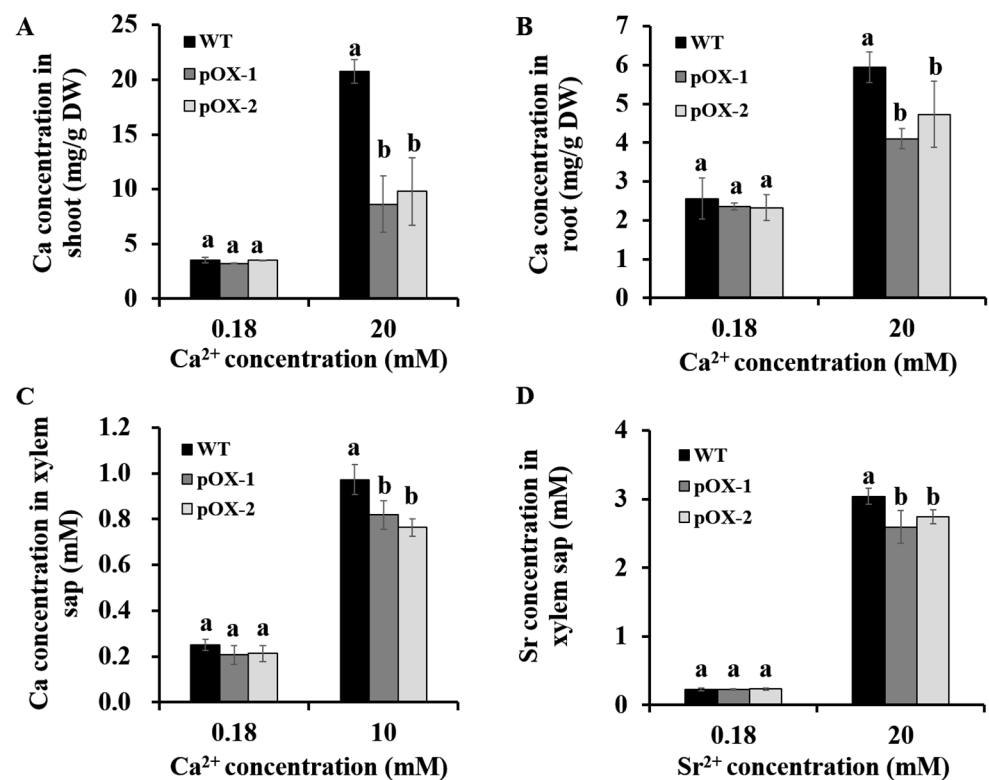 A
Ca concentration in
shoot (mg/g DW)
25
20
15
10
5
0
WT
pOX-1
pOX-2
a a a
a
b b
0.18 20
Ca²⁺ concentration (mM)
B
Ca concentration in
root (mg/g DW)
7
6
5
4
3
2
1
0
WT
pOX-1
pOX-2
a a a
a
b
b
0.18 20
Ca²⁺ concentration (mM)
C
Ca concentration in xylem
sap (mM)
1.2
1.0
0.8
0.6
0.4
0.2
0.0
WT
pOX-1
pOX-2
a a a
a
b b
0.18 10
Ca²⁺ concentration (mM)
D
Sr concentration in
xylem sap (mM)
4
3
2
1
0
WT
pOX-1
pOX-2
a a a
a
b b
0.18 20
Sr²⁺ concentration (mM)